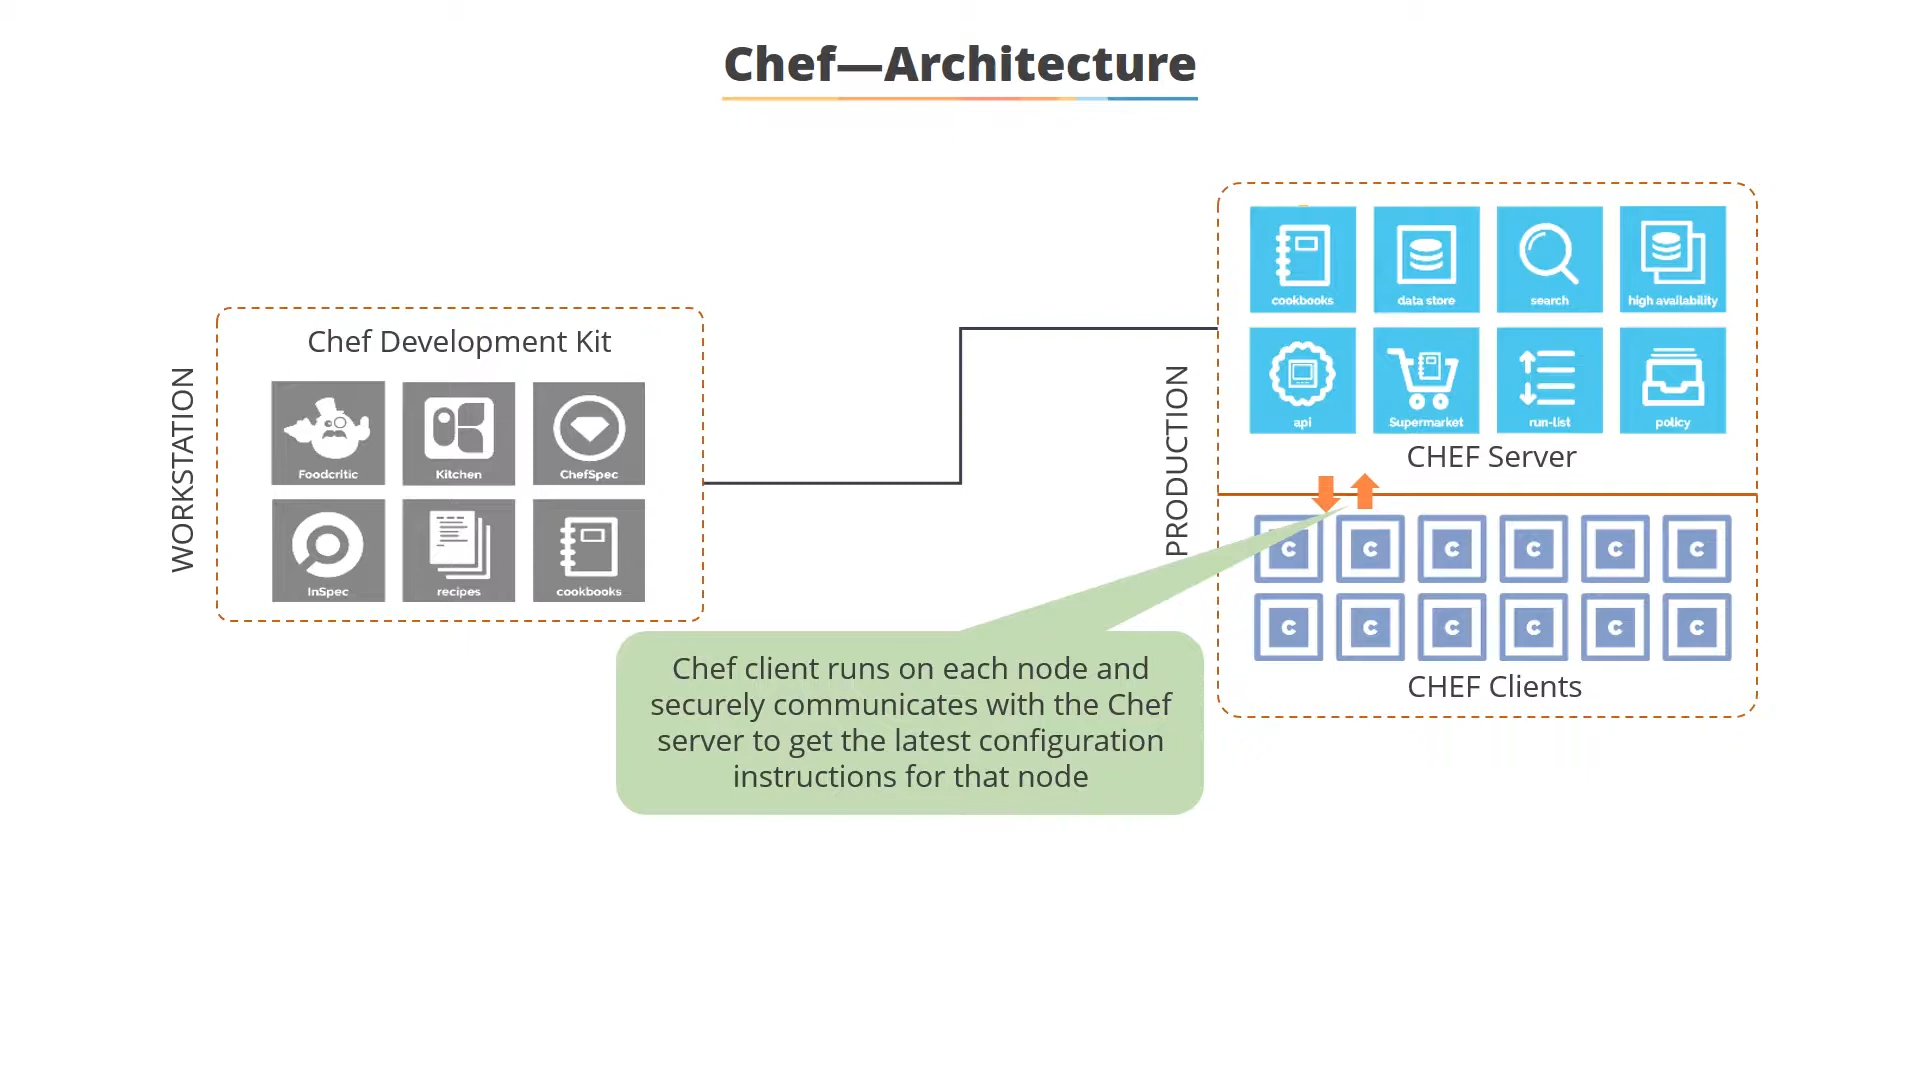 Chef—Architecture
WORKSTATION
Chef Development Kit
Foodcritic
Kitchen
ChefSpec
InSpec
recipes
cookbooks
PRODUCTION
cookbooks
data store
search
high availability
api
Supermarket
run-list
policy
CHEF Server
C C C C C C
C C C C C C
CHEF Clients
Chef client runs on each node and
securely communicates with the Chef
server to get the latest configuration
instructions for that node